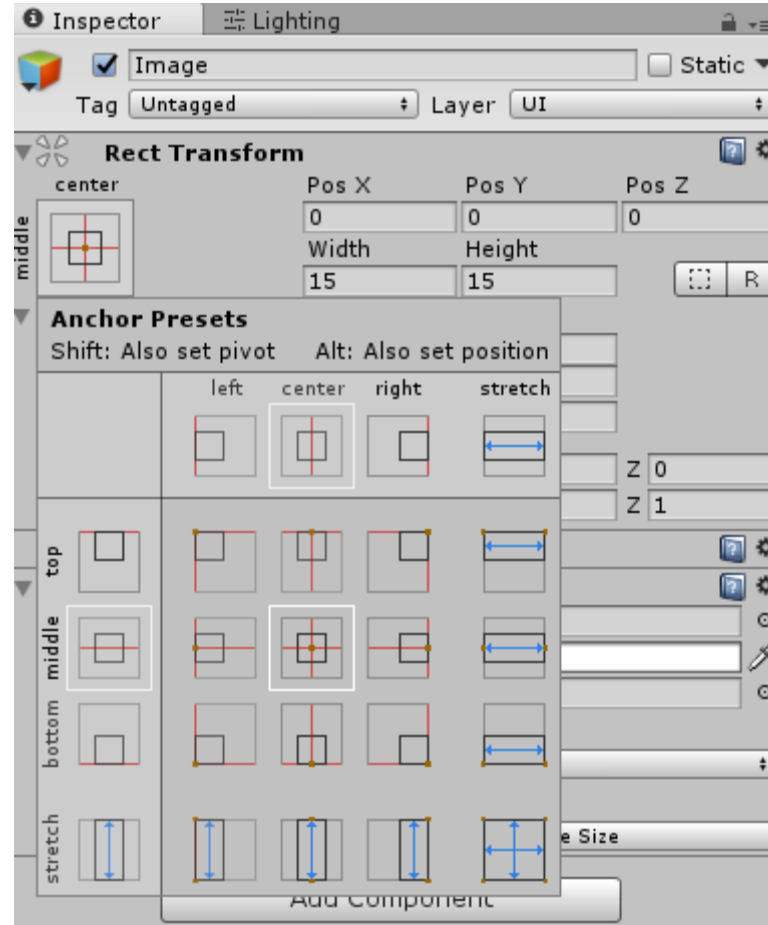 Inspector Lighting
Image Static
Tag Untagged Layer UI
Rect Transform
center Pos X Pos Y Pos Z
middle
0 0 0
Width Height
15 15 R
Anchor Presets
Shift: Also set pivot Alt: Also set position
left center right stretch
Z 0
Z 1
top
middle
bottom
stretch
e Size
Add Component